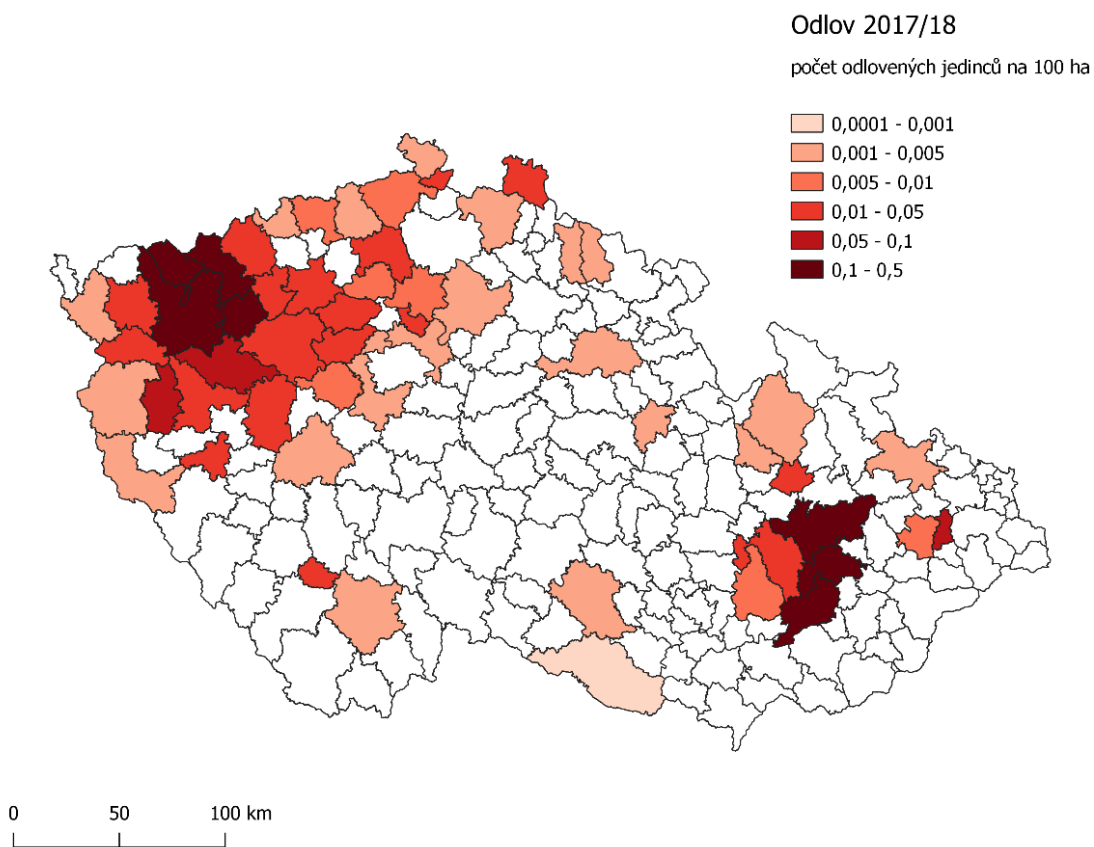 Odlov 2017/18
počet odlovených jedinců na 100 ha
0,0001 - 0,001
0,001 - 0,005
0,005 - 0,01
0,01 - 0,05
0,05 - 0,1
0,1 - 0,5
0 50 100 km